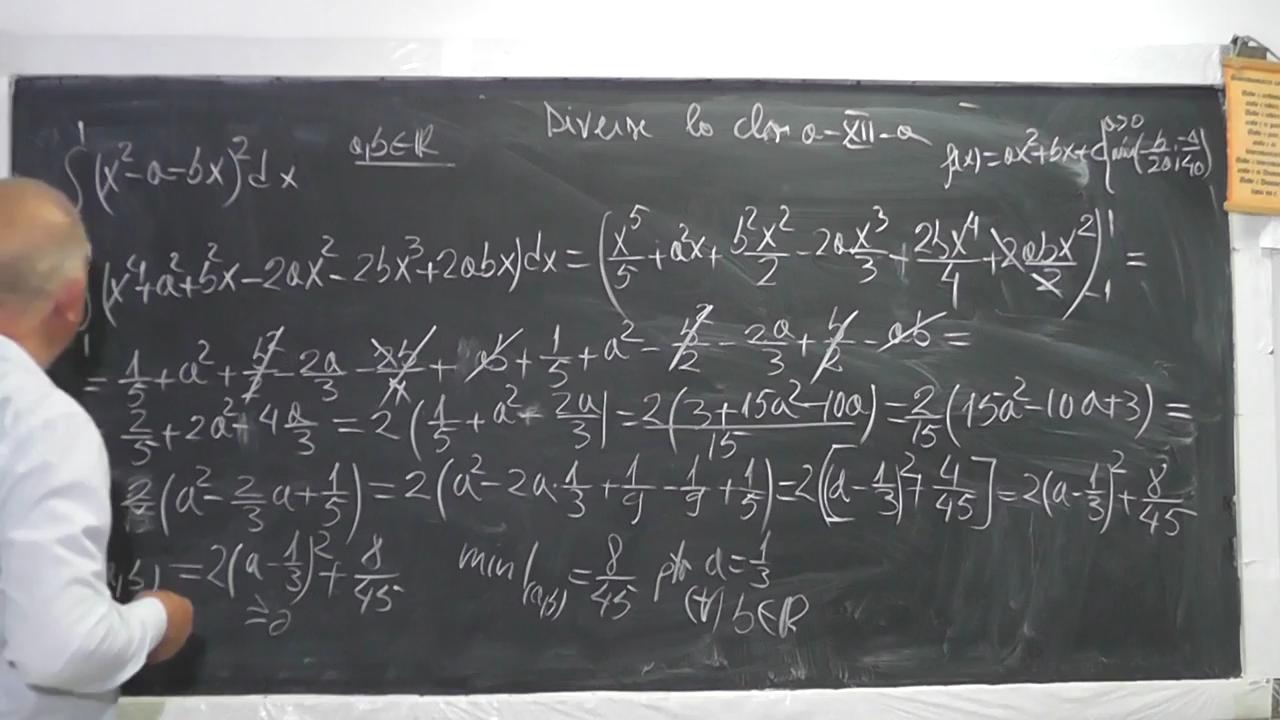 Diverse la clasa a-XII-a
∫(x²-a-bx)²dx a,b∈ℝ f(x)=ax²+bx+c a>0 min(-b/2a; -Δ/4a)
∫(x⁴+a²+b²x-2ax²-2bx³+2abx)dx=(x⁵/5+a²x+b²x²/2-2ax³/3+2bx⁴/4+2abx²/2)|₋₁¹=
=1/5+a²+b²/2-2a/3-2b/4+ab+1/5+a²-b²/2-2a/3+b/2-ab=
2/5+2a²-4a/3=2(1/5+a²-2a/3)=2(3+15a²-10a)/15=2/15(15a²-10a+3)=
(a²-2/3a+1/5)=2(a²-2a·1/3+1/9-1/9+1/5)=2[(a-1/3)²+4/45]=2(a-1/3)²+8/45
=2(a-1/3)²+8/45 min I(a,b)=8/45 ptr a=1/3
≥0 (∀) b∈ℝ